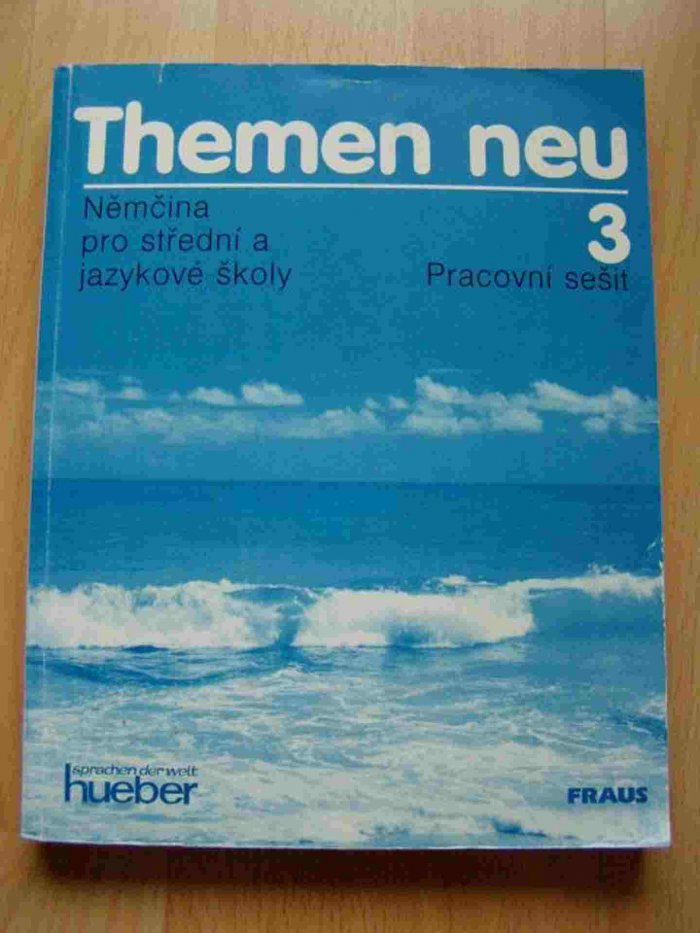 Themen neu
3
Němčina
pro střední a
jazykové školy
Pracovní sešit
sprachen der welt
hueber
FRAUS